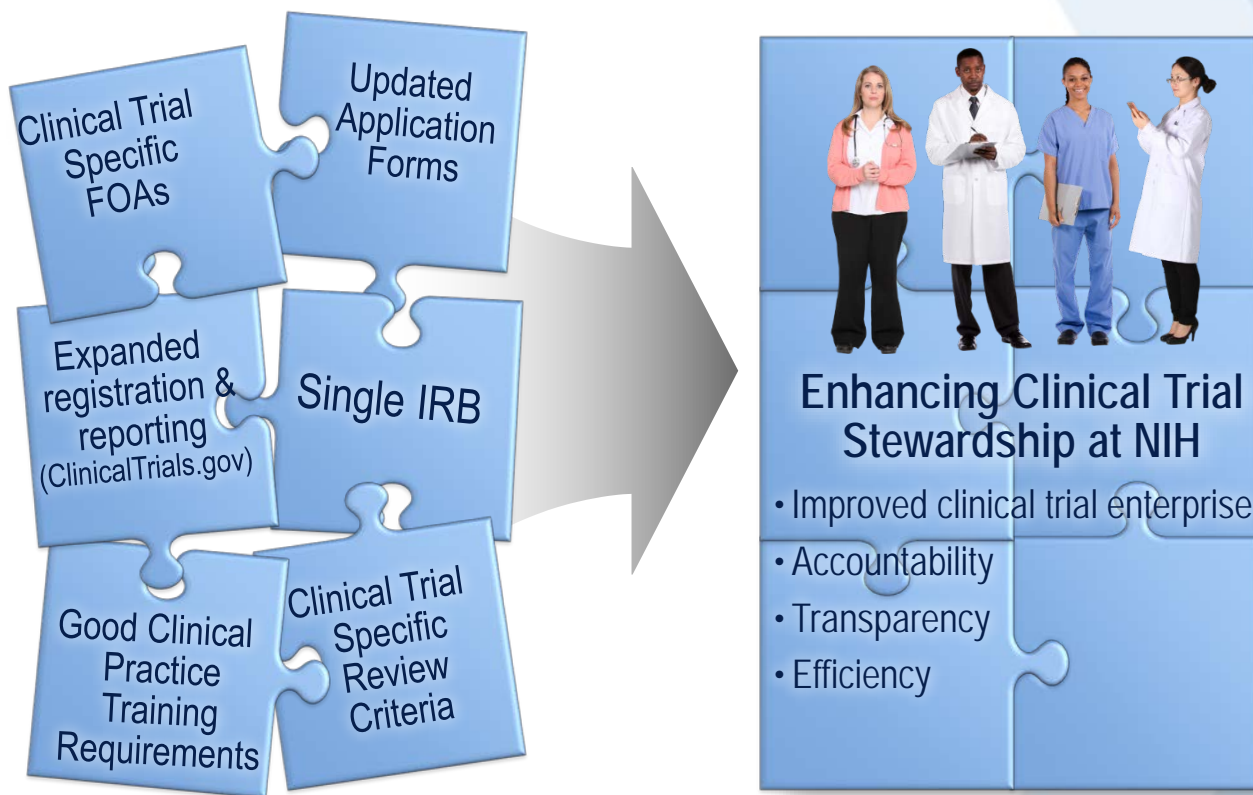 Clinical Trial
Specific
FOAs
Updated
Application
Forms
Expanded
registration &
reporting
(ClinicalTrials.gov)
Single IRB
Good Clinical
Practice
Training
Requirements
Clinical Trial
Specific
Review
Criteria
Enhancing Clinical Trial
Stewardship at NIH
• Improved clinical trial enterprise
• Accountability
• Transparency
• Efficiency